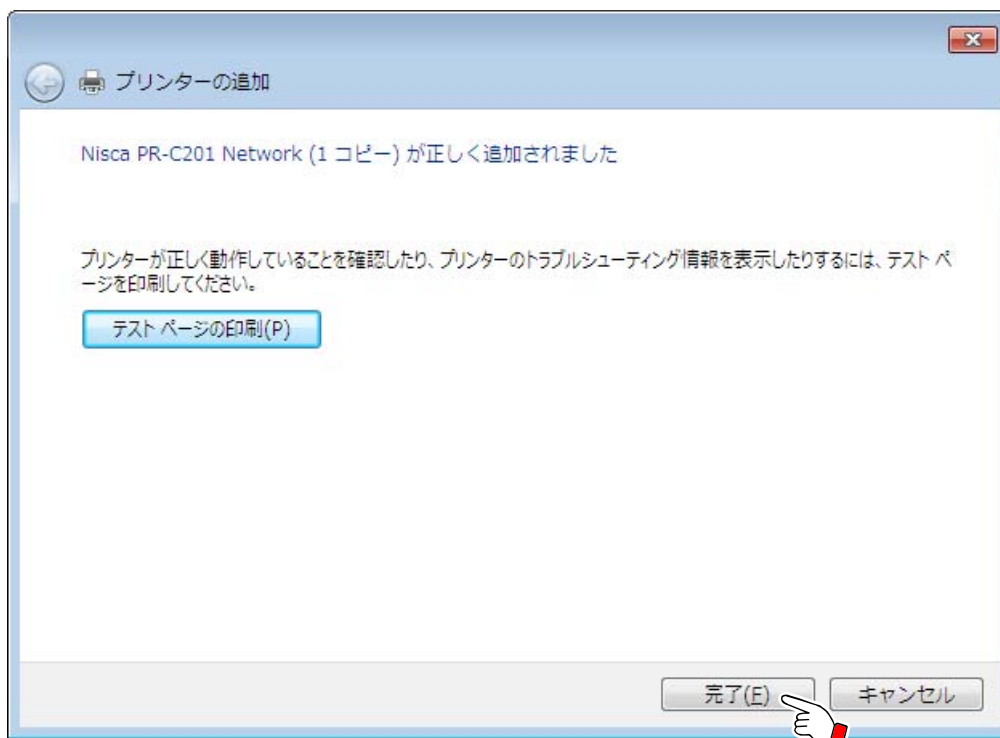 プリンターの追加
Nisca PR-C201 Network (1 コピー) が正しく追加されました
プリンターが正しく動作していることを確認したり、プリンターのトラブルシューティング情報を表示したりするには、テスト ペ
ージを印刷してください。
テスト ページの印刷(P)
完了(F)
キャンセル